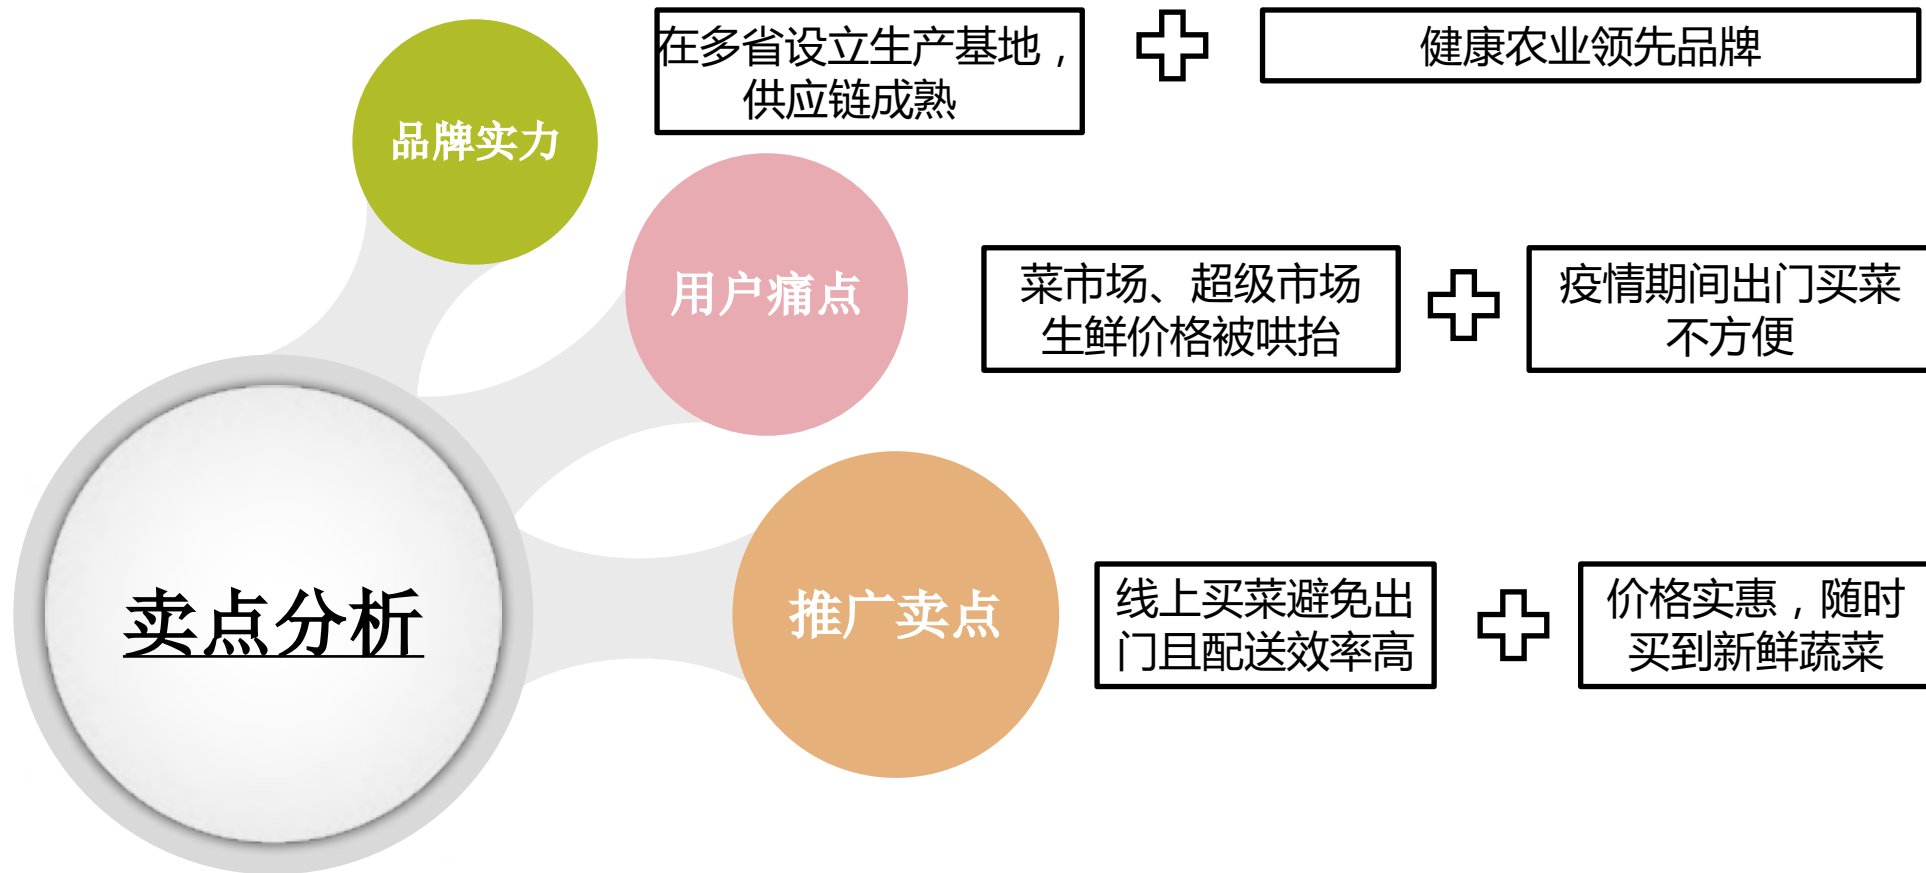 在多省设立生产基地，
供应链成熟
健康农业领先品牌
品牌实力
用户痛点
菜市场、超级市场
生鲜价格被哄抬
疫情期间出门买菜
不方便
推广卖点
线上买菜避免出
门且配送效率高
价格实惠，随时
买到新鲜蔬菜
卖点分析